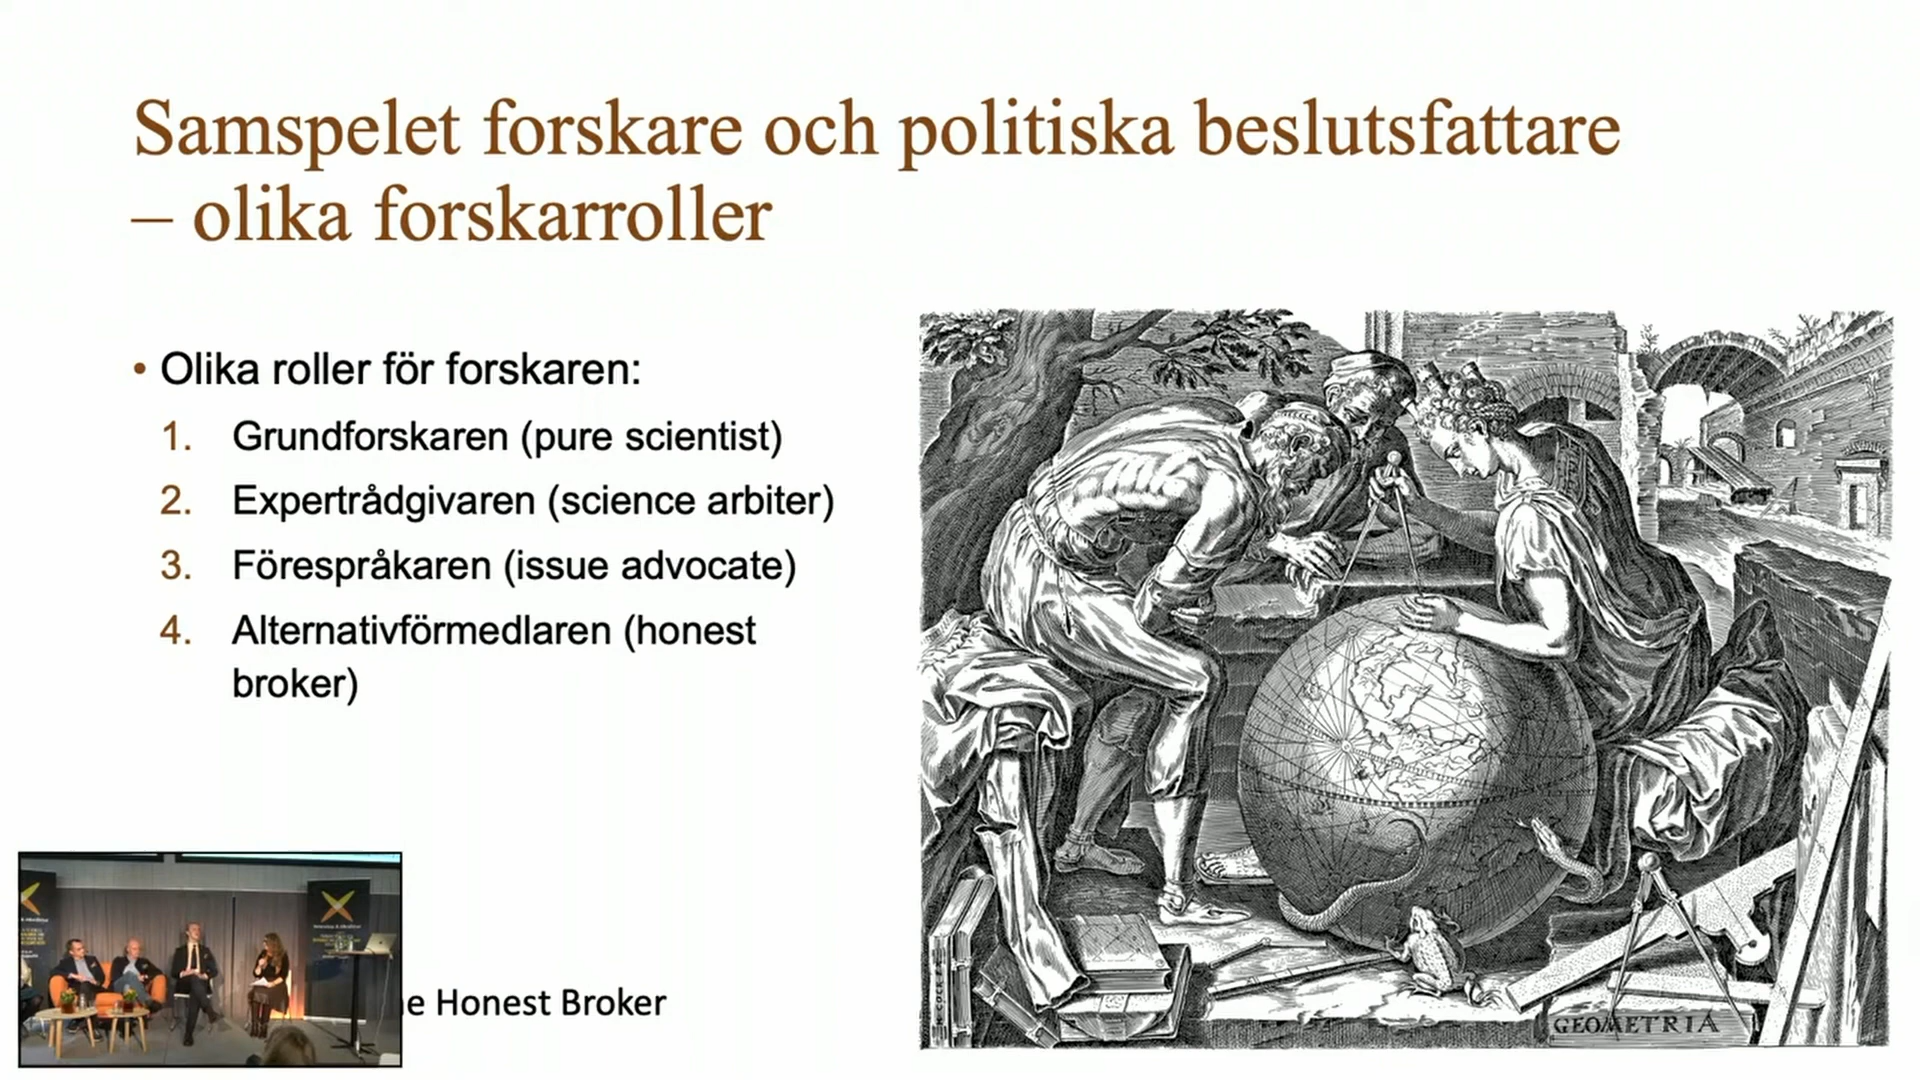 Samspelet forskare och politiska beslutsfattare
– olika forskarroller
• Olika roller för forskaren:
1. Grundforskaren (pure scientist)
2. Expertrådgivaren (science arbiter)
3. Förespråkaren (issue advocate)
4. Alternativförmedlaren (honest
broker)
Honest Broker
GEOMETRIA